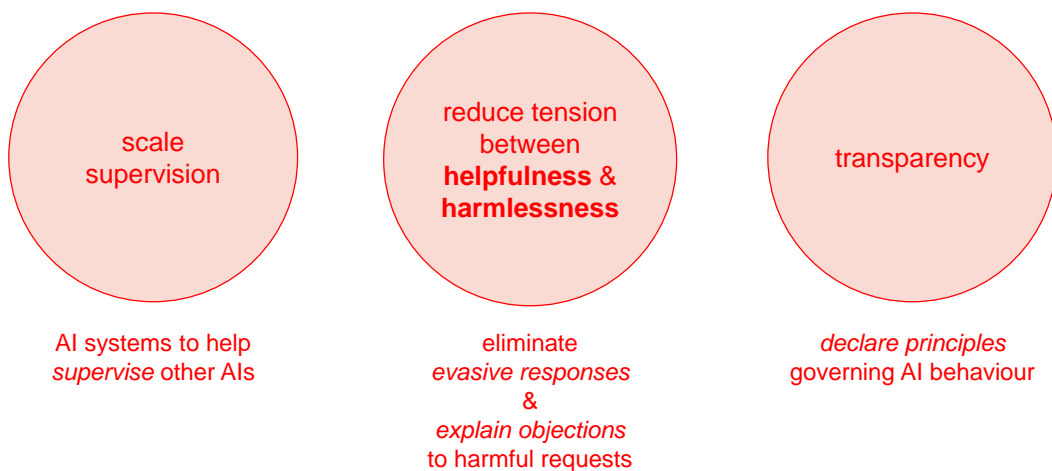 scale
supervision
reduce tension
between
helpfulness &
harmlessness
transparency
AI systems to help
supervise other AIs
eliminate
evasive responses
&
explain objections
to harmful requests
declare principles
governing AI behaviour